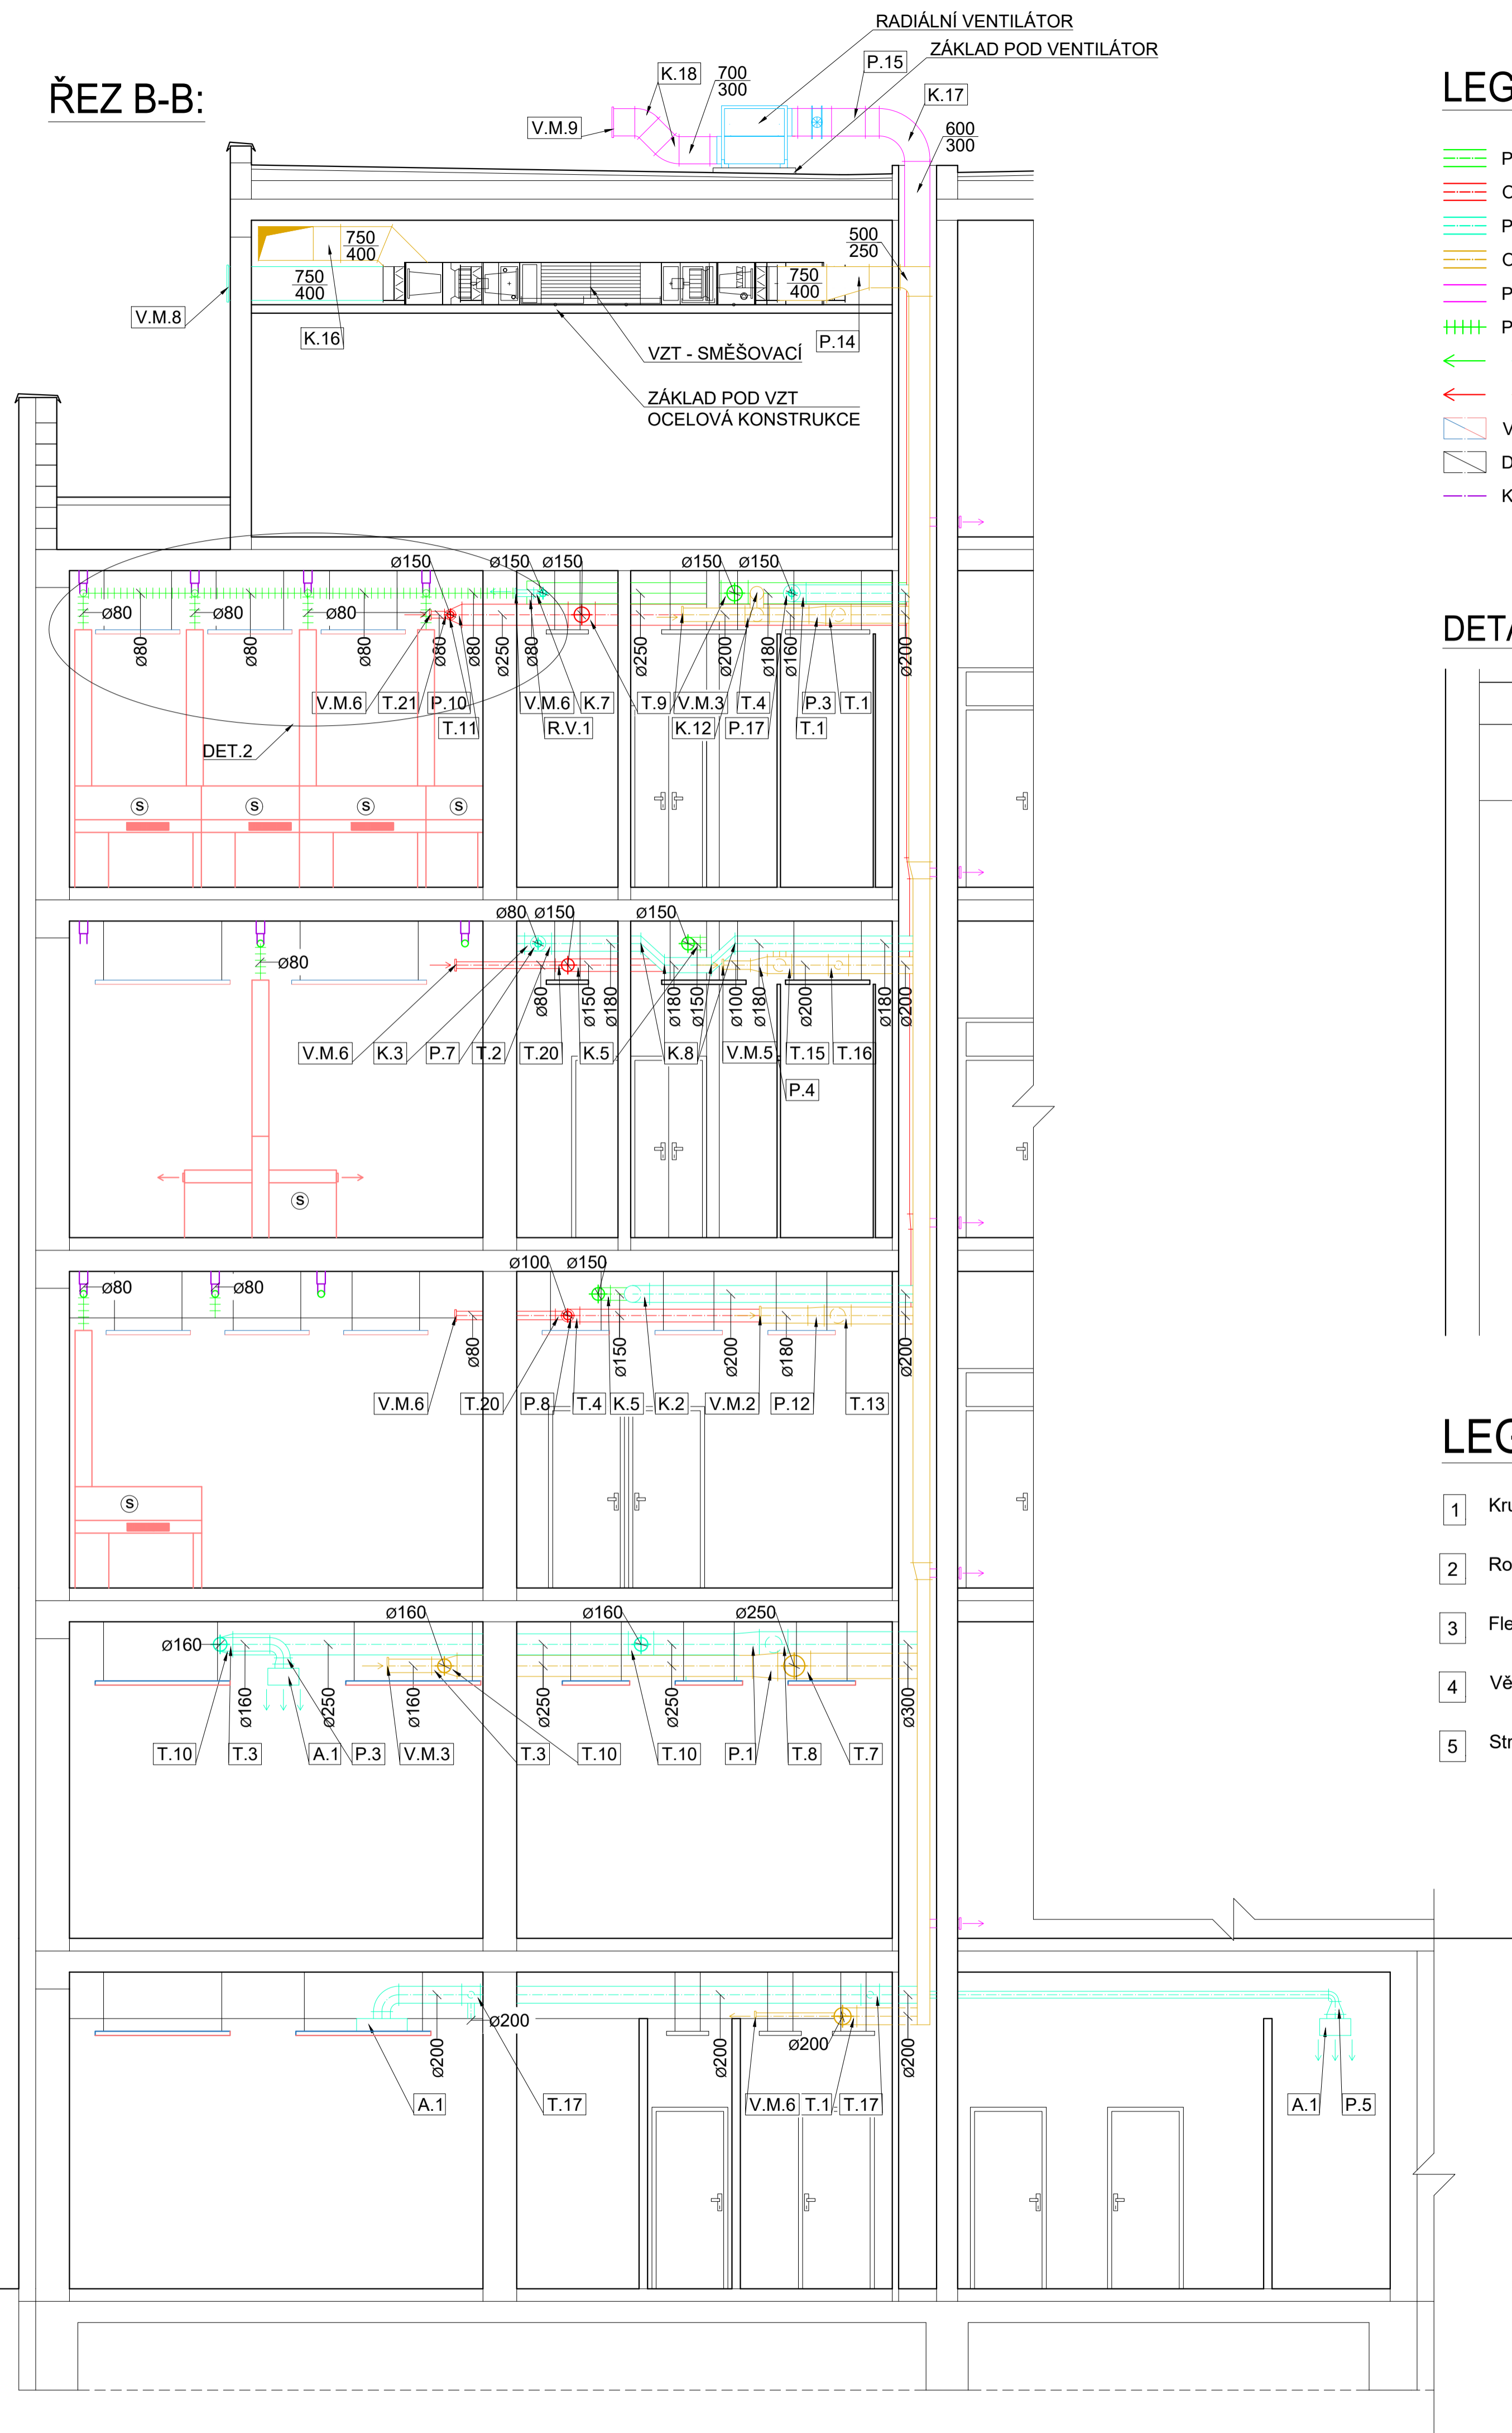 ŘEZ B-B:
RADIÁLNÍ VENTILÁTOR
ZÁKLAD POD VENTILÁTOR
P.15
K.18
700
300
K.17
V.M.9
600
300
750
400
500
250
750
400
750
400
V.M.8
K.16
P.14
VZT - SMĚŠOVACÍ
ZÁKLAD POD VZT
OCELOVÁ KONSTRUKCE
ø150
ø150
ø150
ø150
ø150
ø80
ø80
ø80
ø80
ø80
ø80
ø80
ø80
ø250
ø80
ø250
ø200
ø180
ø160
ø200
V.M.6
T.21
P.10
V.M.6
K.7
T.9
V.M.3
T.4
P.3
T.1
T.11
R.V.1
K.12
P.17
T.1
DET.2
S
S
S
S
ø80
ø150
ø150
ø80
ø80
ø150
ø180
ø180
ø150
ø100
ø180
ø200
ø180
ø200
V.M.6
K.3
P.7
T.2
T.20
K.5
K.8
V.M.5
T.15
T.16
P.4
S
ø100
ø150
ø80
ø80
ø80
ø150
ø200
ø180
ø200
V.M.6
T.20
P.8
T.4
K.5
K.2
V.M.2
P.12
T.13
S
ø160
ø160
ø250
ø160
ø160
ø250
ø160
ø250
ø250
ø300
T.10
T.3
A.1
P.3
V.M.3
T.3
T.10
T.10
P.1
T.8
T.7
ø200
ø200
ø200
ø200
ø200
A.1
T.17
V.M.6
T.1
T.17
A.1
P.5
LEG
P
O
P
O
P
P
V
D
K
DETA
LEG
1 Kru
2 Ro
3 Fle
4 Vě
5 Str